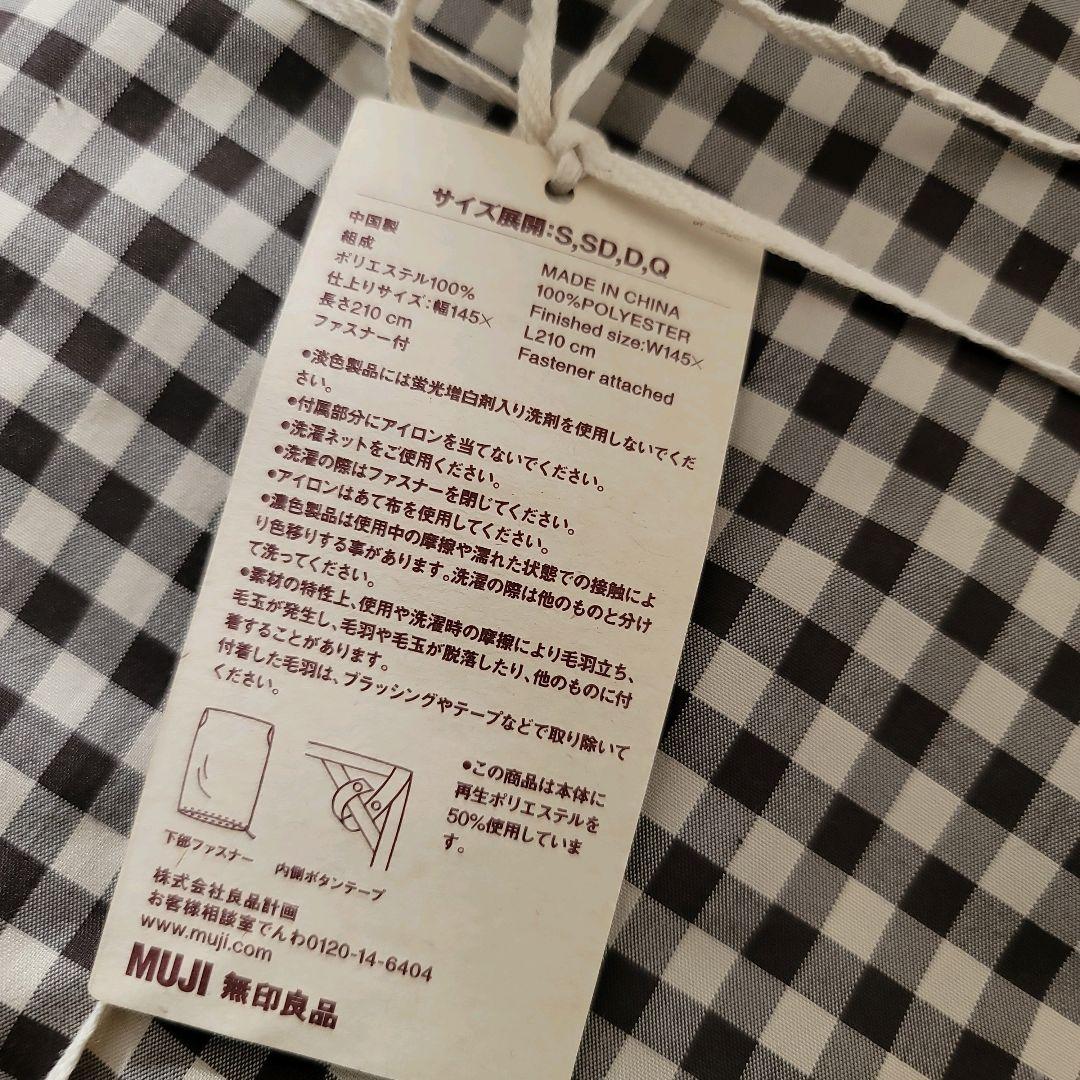 サイズ展開:S,SD,D,Q
中国製
組成
ポリエステル100%
仕上りサイズ:幅145×
長さ210 cm
ファスナー付
MADE IN CHINA
100%POLYESTER
Finished size:W145×
L210 cm
Fastener attached
●淡色製品には蛍光増白剤入り洗剤を使用しないでくだ
さい。
●付属部分にアイロンを当てないでください。
●洗濯ネットをご使用ください。
●洗濯の際はファスナーを閉じてください。
●アイロンはあて布を使用してください。
●濃色製品は使用中の摩擦や濡れた状態での接触によ
り色移りする事があります。洗濯の際は他のものと分け
て洗ってください。
●素材の特性上、使用や洗濯時の摩擦により毛羽立ち、
毛玉が発生し、毛羽や毛玉が脱落したり、他のものに付
着することがあります。
付着した毛羽は、ブラッシングやテープなどで取り除いて
ください。
●この商品は本体に
再生ポリエステルを
50%使用していま
す。
下部ファスナー
内側ボタンテープ
株式会社良品計画
お客様相談室でんわ0120-14-6404
www.muji.com
MUJI 無印良品